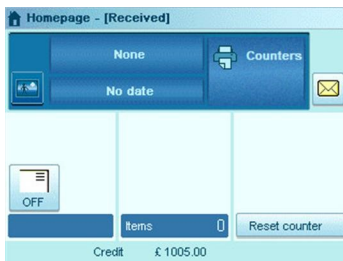 Homepage - [Received]
None
Counters
No date
OFF
Items 0
Reset counter
Credit £ 1005.00